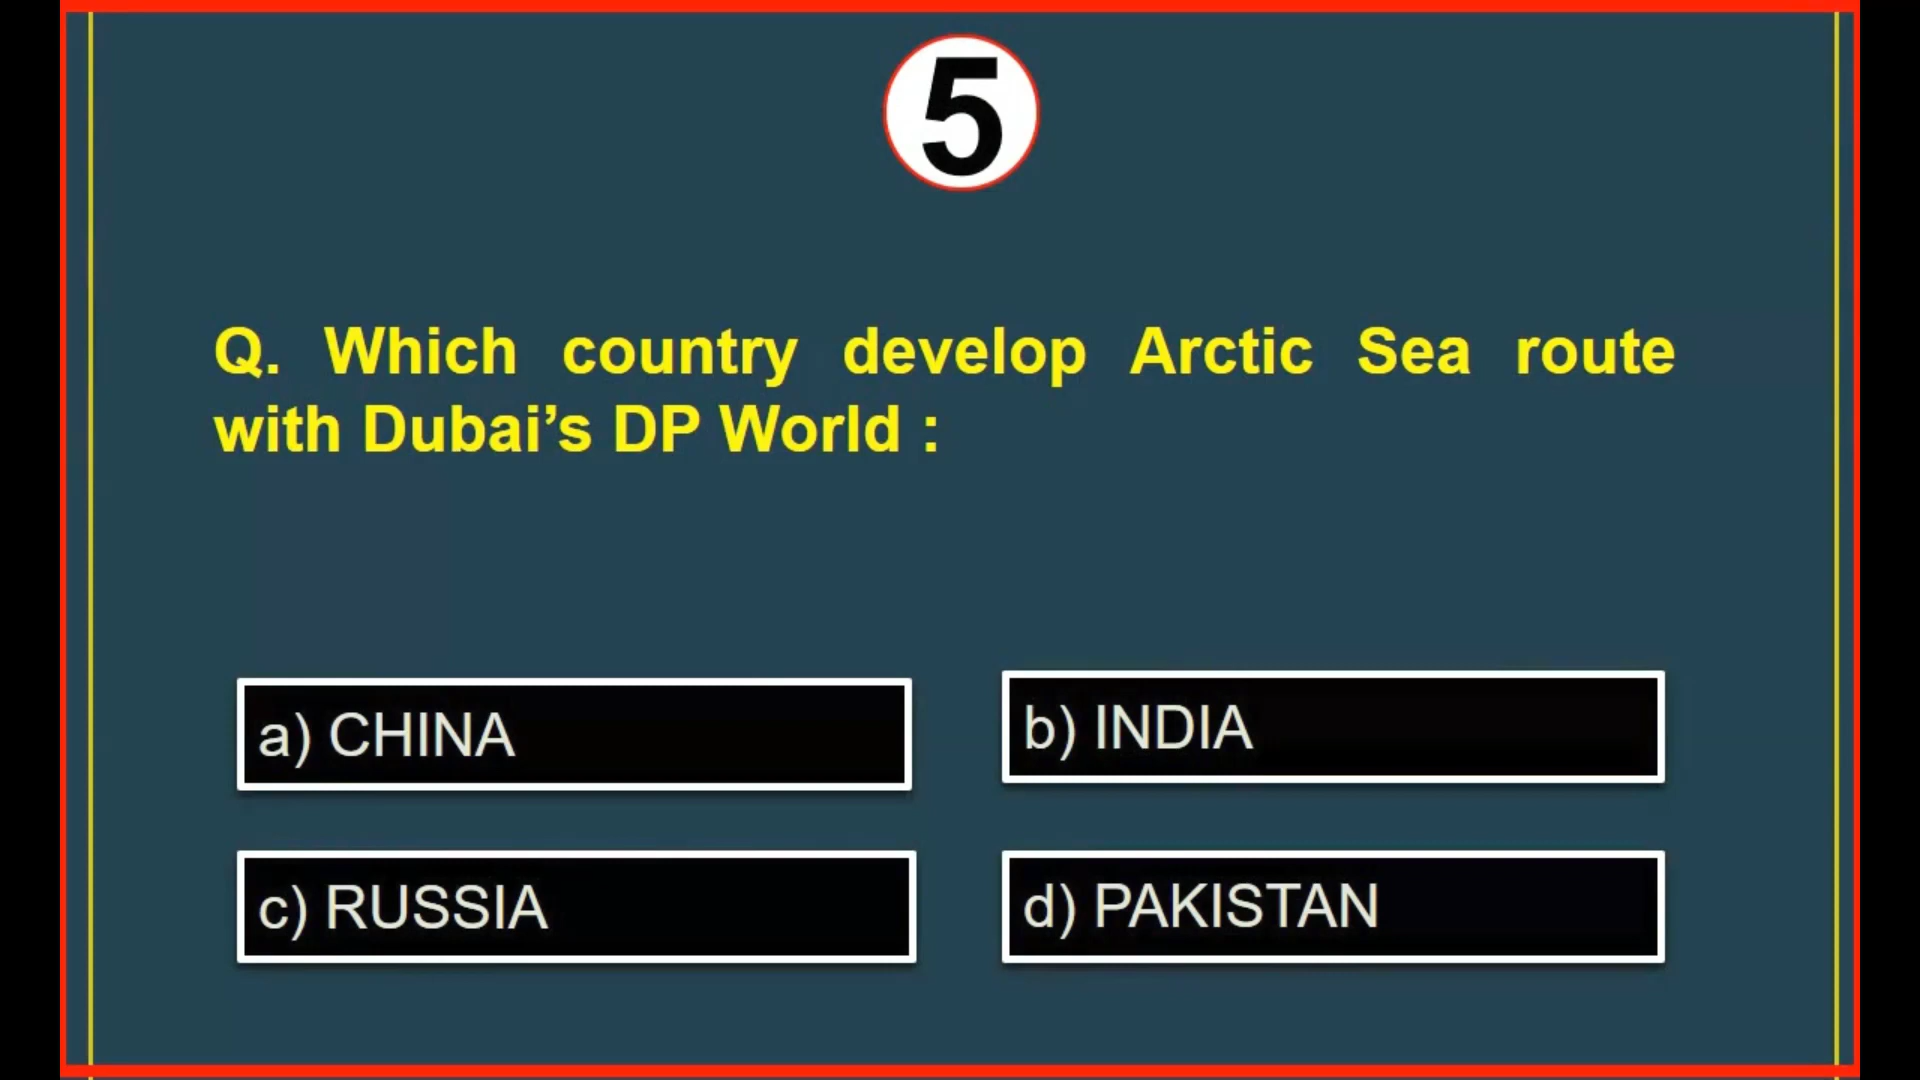 5
Q. Which country develop Arctic Sea route
with Dubai’s DP World :
a) CHINA
b) INDIA
c) RUSSIA
d) PAKISTAN